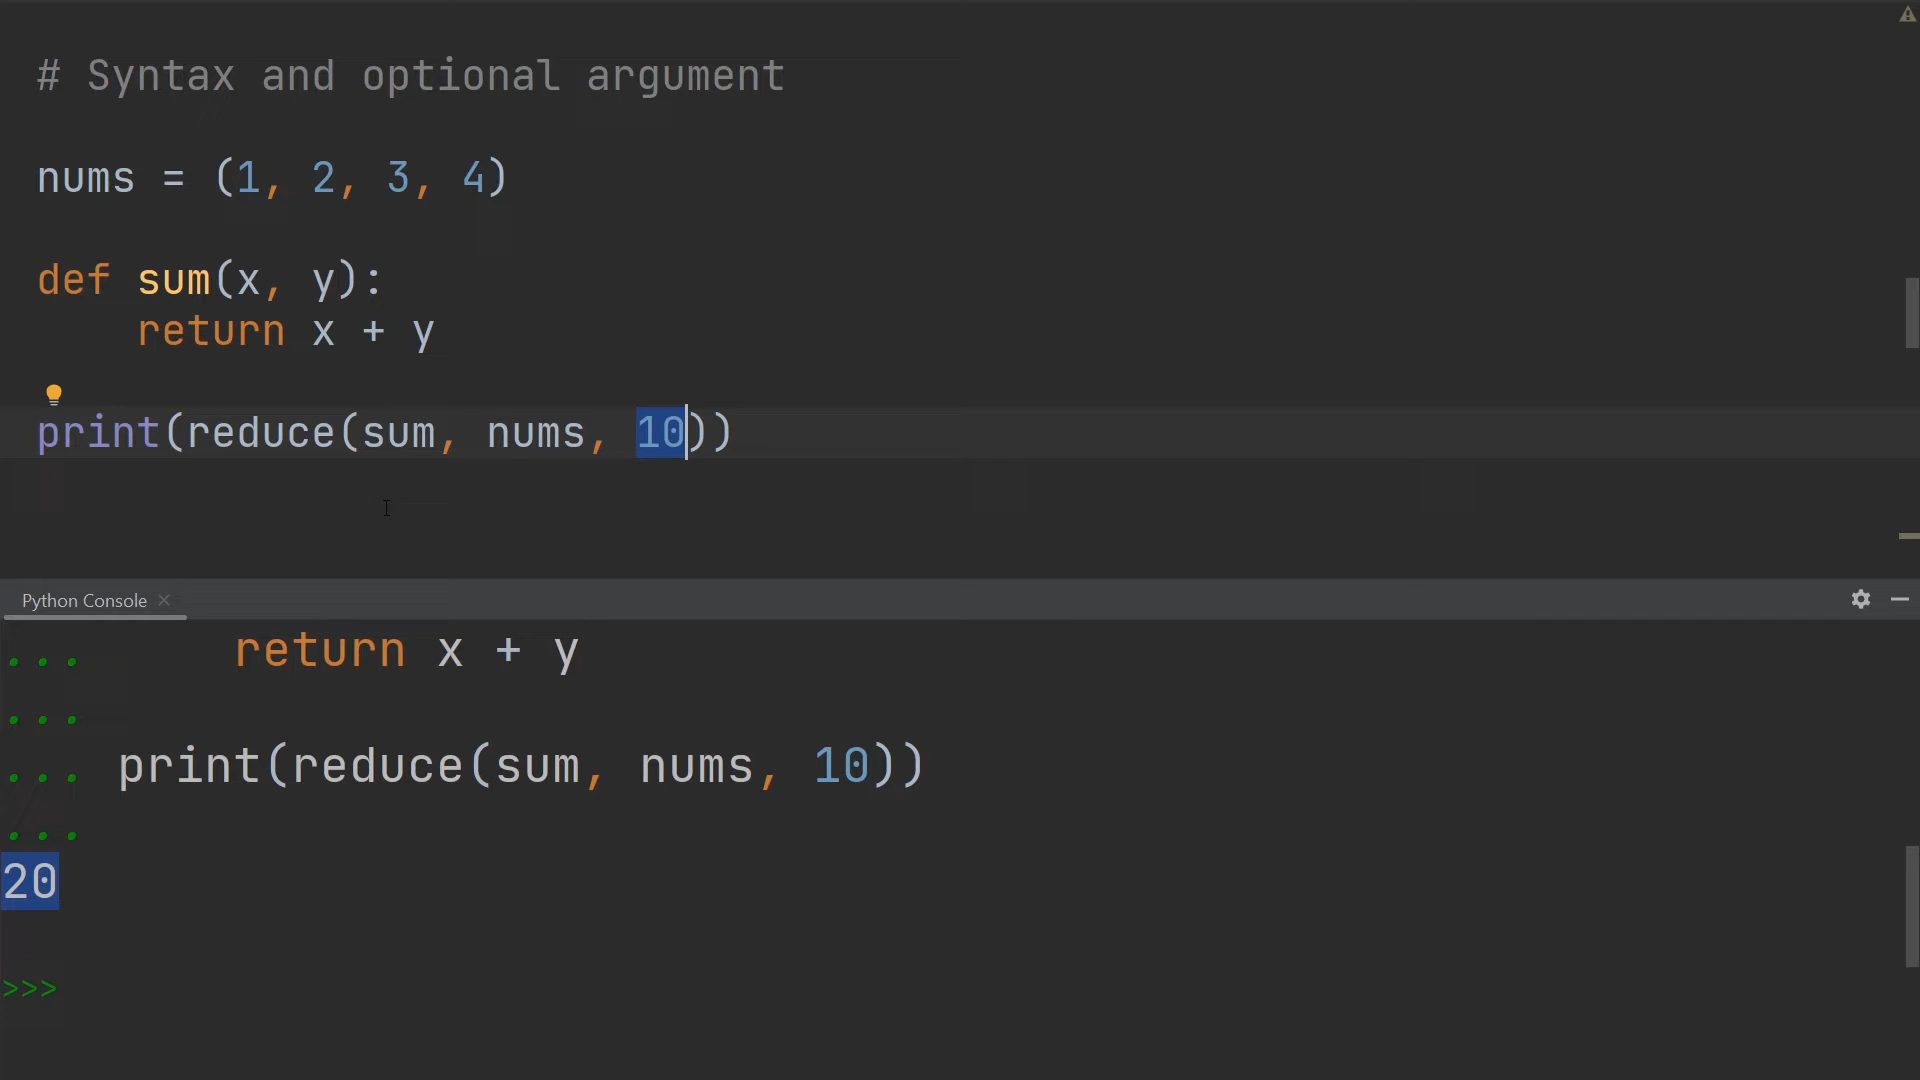 # Syntax and optional argument
nums = (1, 2, 3, 4)
def sum(x, y):
    return x + y
print(reduce(sum, nums, 10))
Python Console
...     return x + y
...
... print(reduce(sum, nums, 10))
...
20
>>>